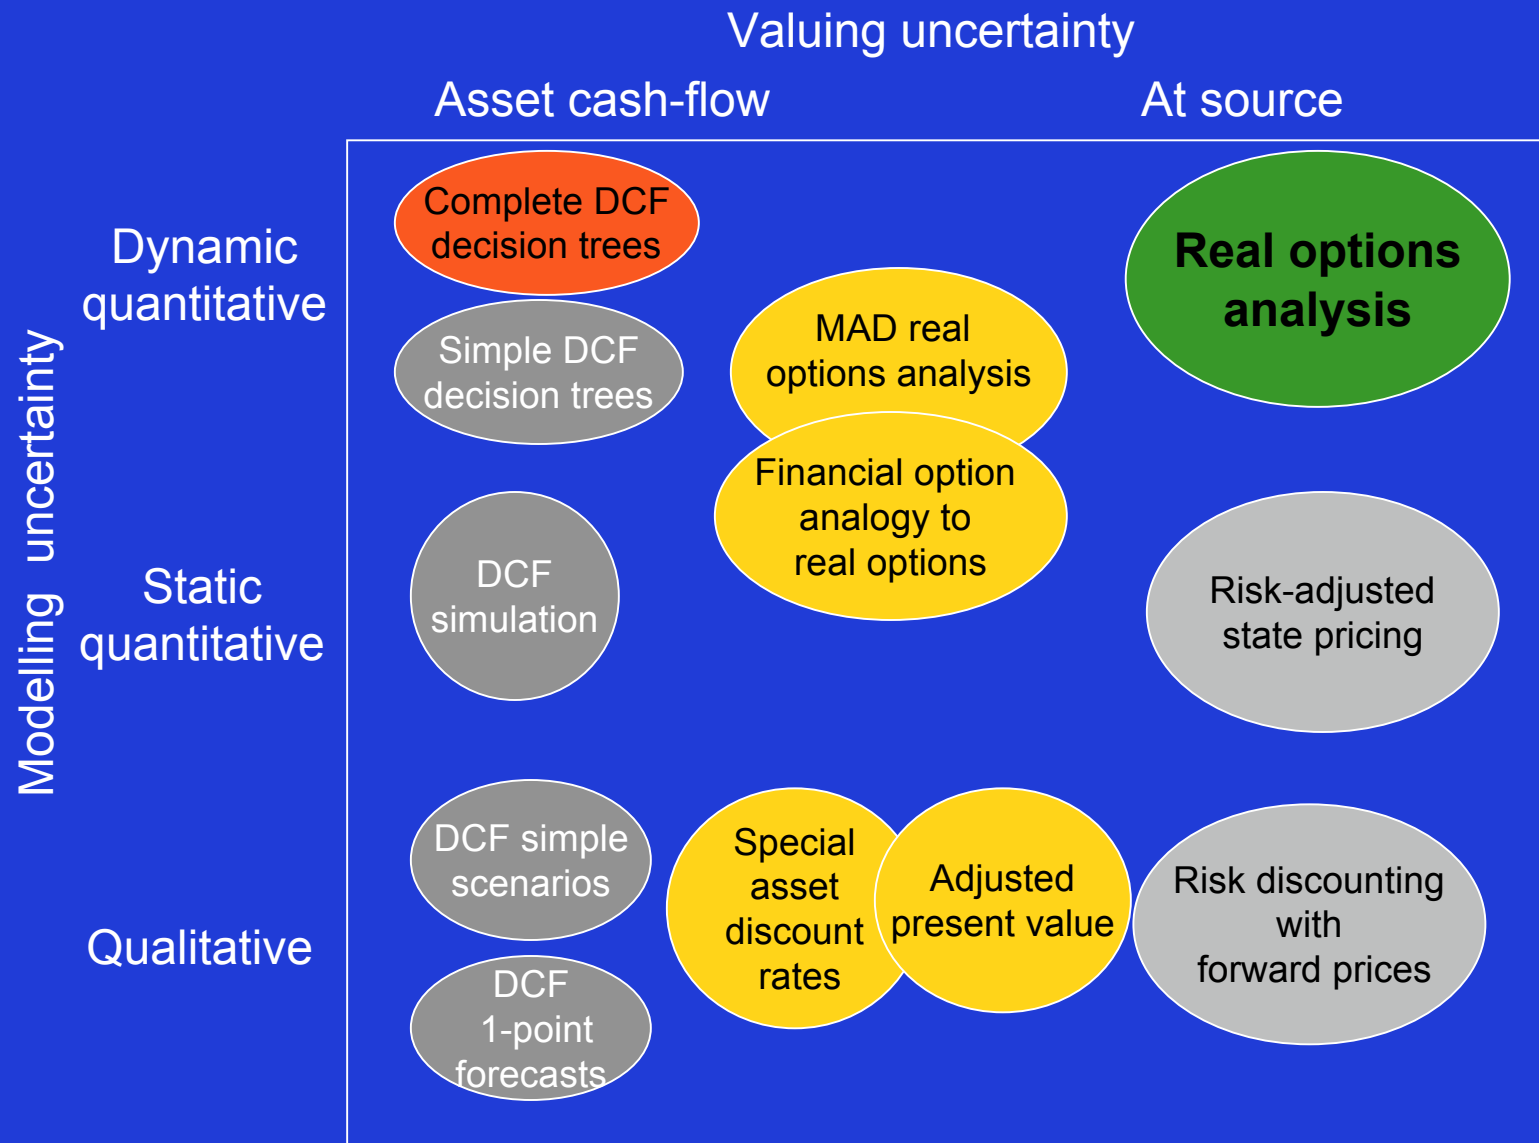 Valuing uncertainty
Asset cash-flow
At source
Modelling uncertainty
Dynamic
quantitative
Complete DCF
decision trees
Simple DCF
decision trees
MAD real
options analysis
Financial option
analogy to
real options
Real options
analysis
Static
quantitative
DCF
simulation
Risk-adjusted
state pricing
Qualitative
DCF simple
scenarios
DCF
1-point
forecasts
Special
asset
discount
rates
Adjusted
present value
Risk discounting
with
forward prices